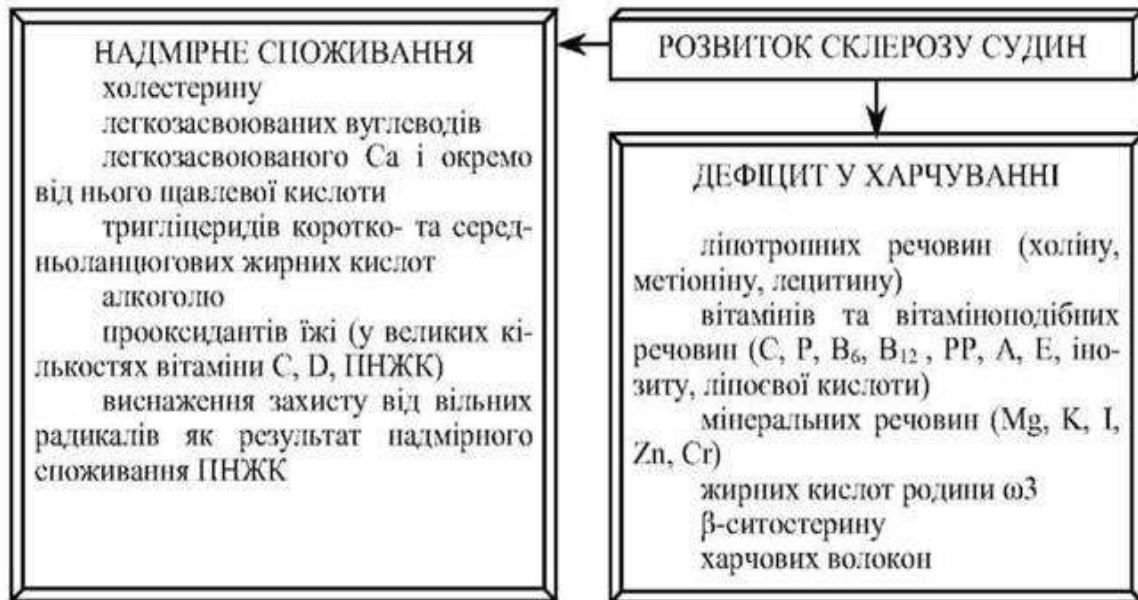 РОЗВИТОК СКЛЕРОЗУ СУДИН
НАДМІРНЕ СПОЖИВАННЯ
холестерину
легкозасвоюваних вуглеводів
легкозасвоюваного Ca і окремо
від нього щавлевої кислоти
тригліцеридів коротко- та серед-
ньоланцюгових жирних кислот
алкоголю
прооксидантів їжі (у великих кі-
лькостях вітаміни C, D, ПНЖК)
виснаження захисту від вільних
радикалів як результат надмірного
споживання ПНЖК
ДЕФІЦИТ У ХАРЧУВАННІ
ліпотропних речовин (холіну,
метіоніну, лецитину)
вітамінів та вітаміноподібних
речовин (C, P, B₆, B₁₂ , PP, A, E, іно-
зиту, ліпоєвої кислоти)
мінеральних речовин (Mg, K, I,
Zn, Cr)
жирних кислот родини ω3
β-ситостерину
харчових волокон